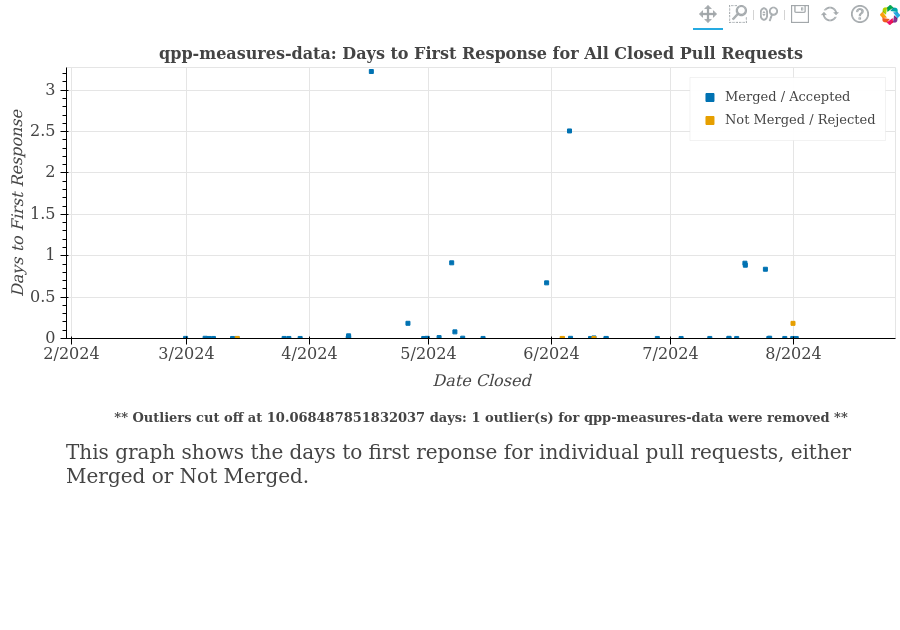 qpp-measures-data: Days to First Response for All Closed Pull Requests
Merged / Accepted
Not Merged / Rejected
Days to First Response
3
2.5
2
1.5
1
0.5
0
2/2024 3/2024 4/2024 5/2024 6/2024 7/2024 8/2024
Date Closed
** Outliers cut off at 10.068487851832037 days: 1 outlier(s) for qpp-measures-data were removed **
This graph shows the days to first reponse for individual pull requests, either
Merged or Not Merged.